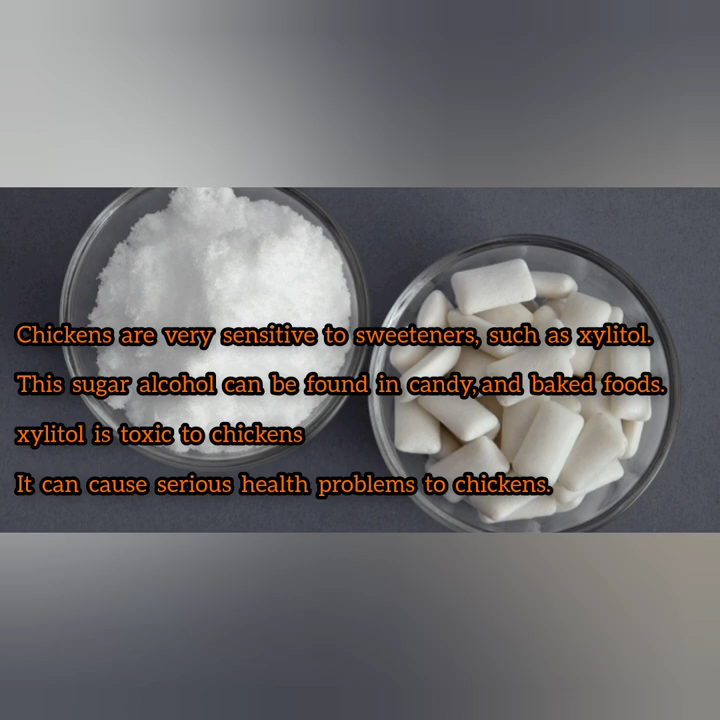 Chickens are very sensitive to sweeteners, such as xylitol.
This sugar alcohol can be found in candy,and baked foods.
xylitol is toxic to chickens
It can cause serious health problems to chickens.